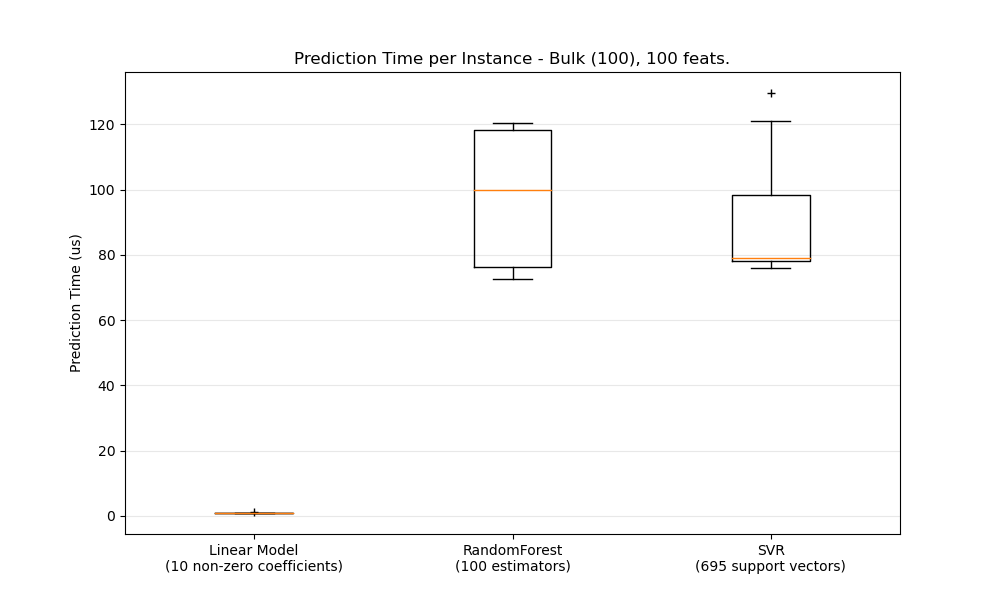 Prediction Time per Instance - Bulk (100), 100 feats.
Prediction Time (us)
120
100
80
60
40
20
0
Linear Model
(10 non-zero coefficients)
RandomForest
(100 estimators)
SVR
(695 support vectors)